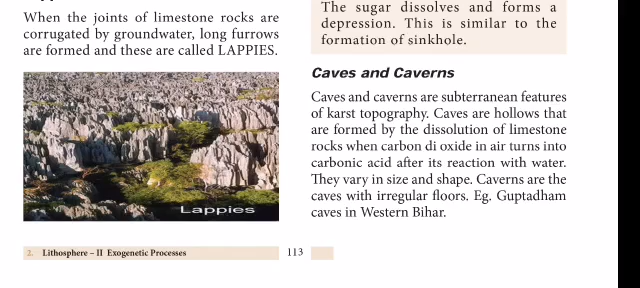 When the joints of limestone rocks are
corrugated by groundwater, long furrows
are formed and these are called LAPPIES.
Lappies
The sugar dissolves and forms a
depression. This is similar to the
formation of sinkhole.
Caves and Caverns
Caves and caverns are subterranean features
of karst topography. Caves are hollows that
are formed by the dissolution of limestone
rocks when carbon di oxide in air turns into
carbonic acid after its reaction with water.
They vary in size and shape. Caverns are the
caves with irregular floors. Eg. Guptadham
caves in Western Bihar.
2. Lithosphere – II Exogenetic Processes
113